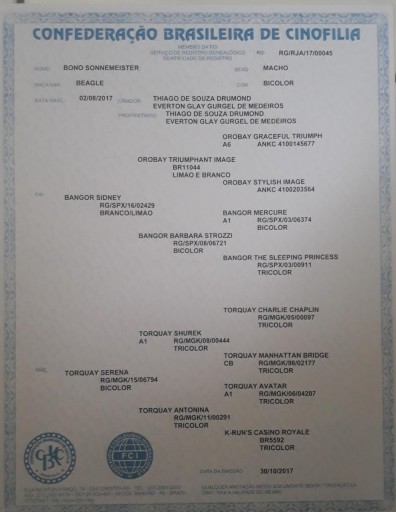 CONFEDERAÇÃO BRASILEIRA DE CINOFILIA
MEMBRO DA FCI
SERVIÇO DE REGISTRO GENEALÓGICO
CERTIFICADO DE REGISTRO
RG RG/RJA/17/00045
NOME BONO SONNEMEISTER SEXO MACHO
BEAGLE COR BICOLOR
DATA NASC. 02/08/2017 CRIADOR THIAGO DE SOUZA DRUMOND
EVERTON GLAY GURGEL DE MEDEIROS
PROPRIETÁRIO THIAGO DE SOUZA DRUMOND
EVERTON GLAY GURGEL DE MEDEIROS
OROBAY GRACEFUL TRIUMPH
A6 ANKC 4100145677
OROBAY TRIUMPHANT IMAGE
BR11044
LIMAO E BRANCO
OROBAY STYLISH IMAGE
ANKC 4100203564
PAI
BANGOR SIDNEY
RG/SPX/16/02429
BRANCO/LIMAO
BANGOR MERCURE
A1 RG/SPX/03/06374
BICOLOR
BANGOR BARBARA STROZZI
RG/SPX/08/06721
BICOLOR
BANGOR THE SLEEPING PRINCESS
RG/SPX/03/00911
TRICOLOR
TORQUAY CHARLIE CHAPLIN
RG/MGK/05/00097
TRICOLOR
TORQUAY SHUREK
A1 RG/MGK/09/00444
TRICOLOR
TORQUAY MANHATTAN BRIDGE
CB RG/MGK/06/02177
TRICOLOR
MÃE
TORQUAY SERENA
RG/MGK/15/06794
BICOLOR
TORQUAY AVATAR
A1 RG/MGK/06/04207
TRICOLOR
TORQUAY ANTONINA
RG/MGK/11/00291
TRICOLOR
K-RUN'S CASINO ROYALE
BR5592
TRICOLOR
CBKC
FCI
DATA DA EMISSÃO 30/10/2017